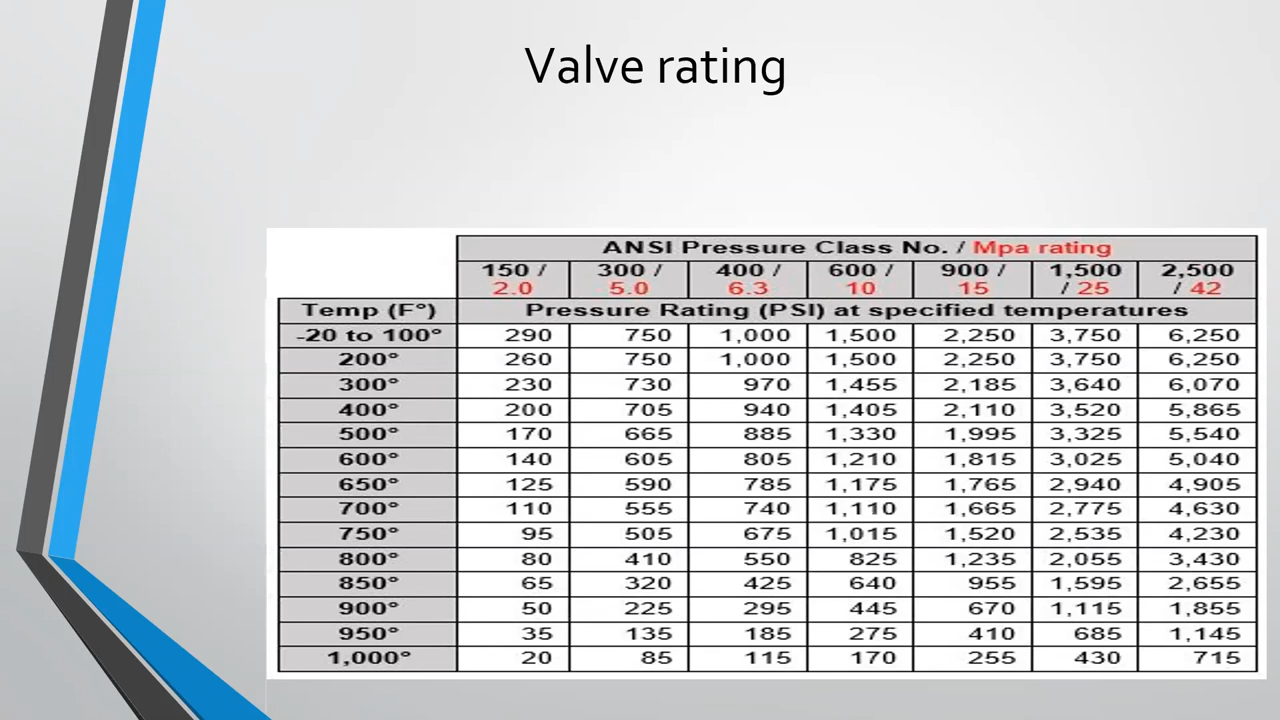 Valve rating
ANSI Pressure Class No. / Mpa rating
150 / 300 / 400 / 600 / 900 / 1,500 2,500
2.0 5.0 6.3 10 15 / 25 / 42
Temp (F°) Pressure Rating (PSI) at specified temperatures
-20 to 100° 290 750 1,000 1,500 2,250 3,750 6,250
200° 260 750 1,000 1,500 2,250 3,750 6,250
300° 230 730 970 1,455 2,185 3,640 6,070
400° 200 705 940 1,405 2,110 3,520 5,865
500° 170 665 885 1,330 1,995 3,325 5,540
600° 140 605 805 1,210 1,815 3,025 5,040
650° 125 590 785 1,175 1,765 2,940 4,905
700° 110 555 740 1,110 1,665 2,775 4,630
750° 95 505 675 1,015 1,520 2,535 4,230
800° 80 410 550 825 1,235 2,055 3,430
850° 65 320 425 640 955 1,595 2,655
900° 50 225 295 445 670 1,115 1,855
950° 35 135 185 275 410 685 1,145
1,000° 20 85 115 170 255 430 715